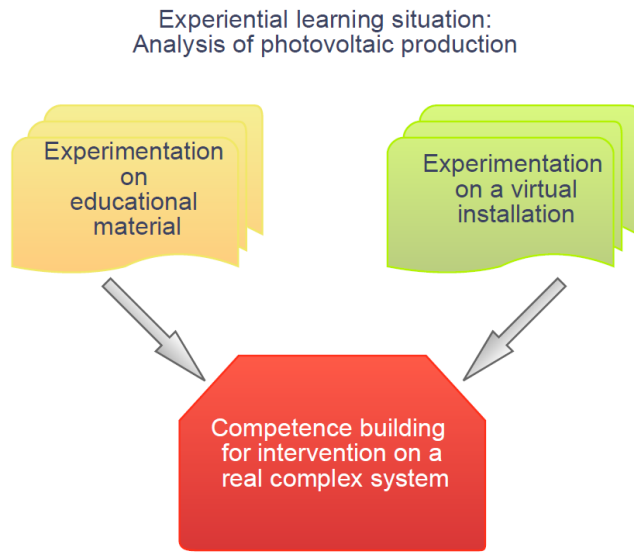 Experiential learning situation:
Analysis of photovoltaic production
Experimentation
on
educational
material
Experimentation
on a virtual
installation
Competence building
for intervention on a
real complex system